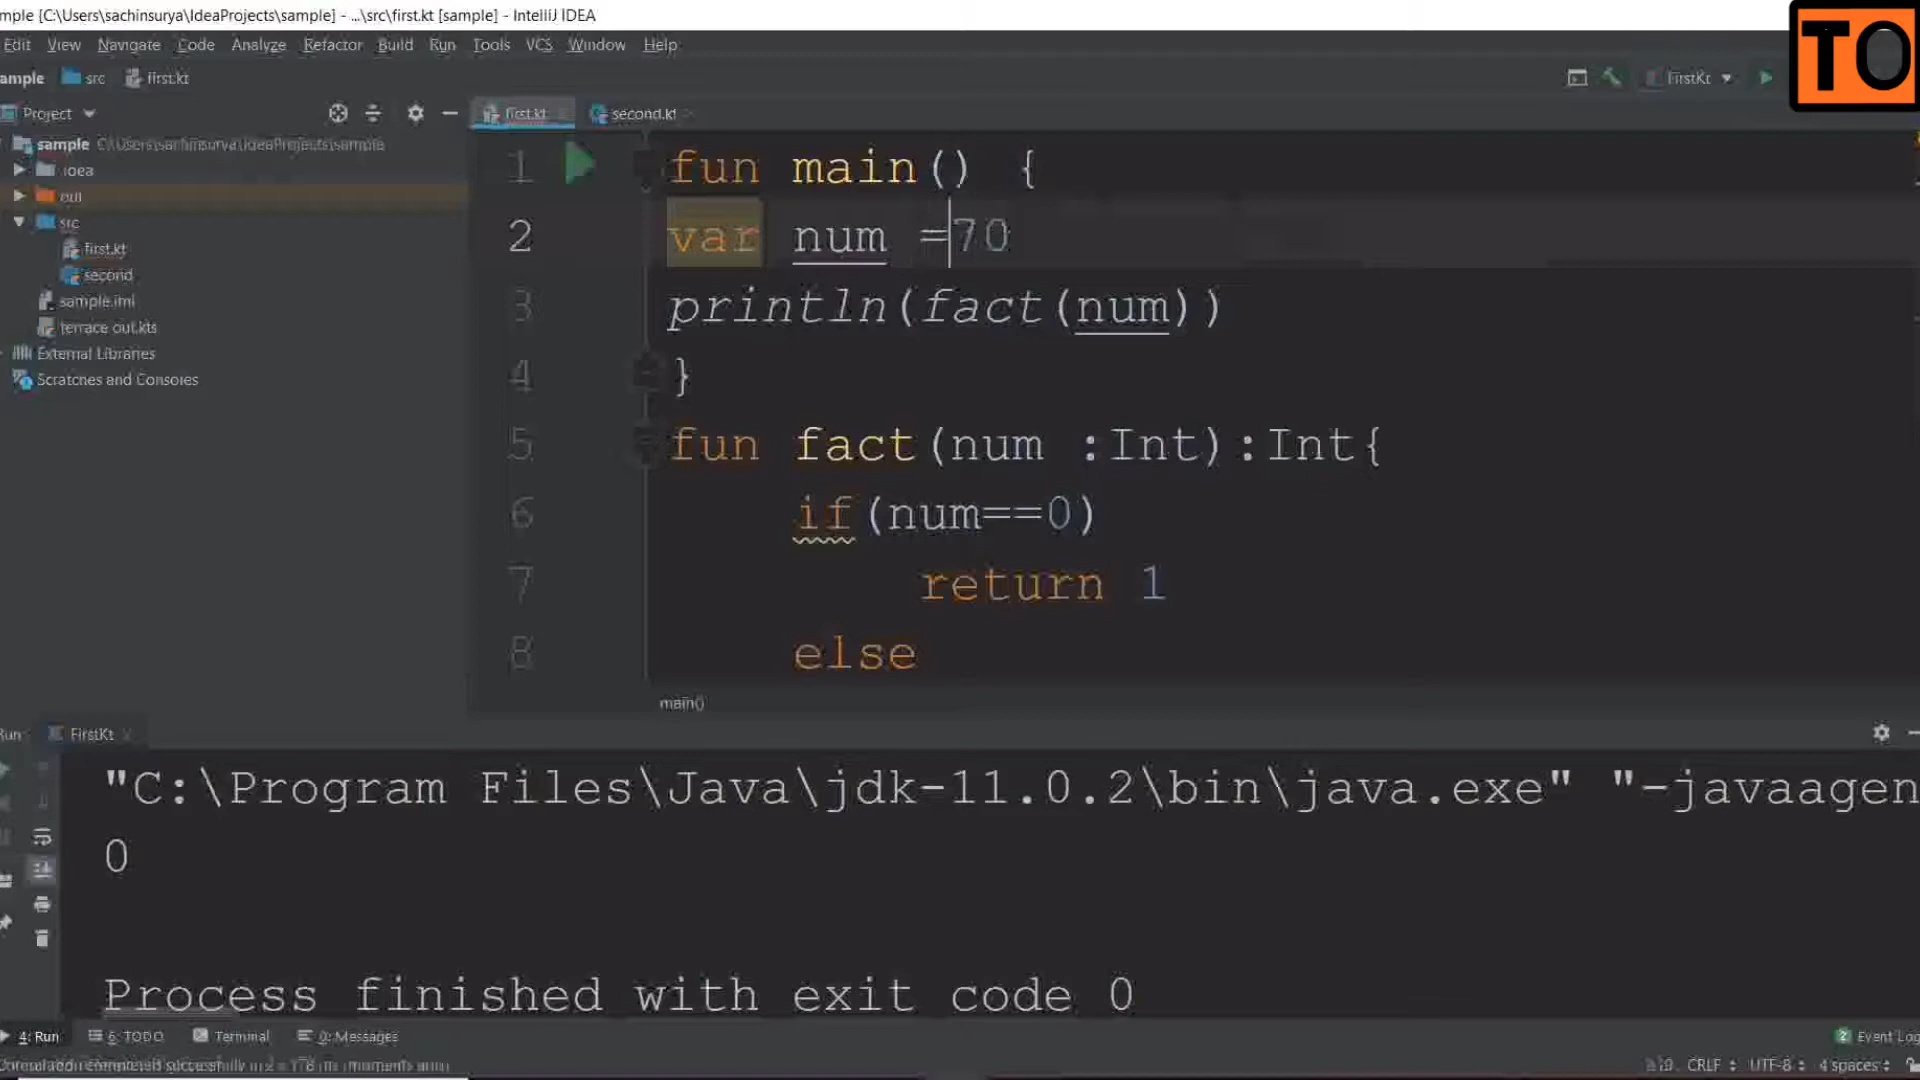 mple [C:\Users\sachinsurya\IdeaProjects\sample] - ...\src\first.kt [sample] - IntelliJ IDEA
Edit View Navigate Code Analyze Refactor Build Run Tools VCS Window Help
TO
ample src first.kt
FirstKt
Project
first.kt
second.kt
sample C:\Users\sachinsurya\IdeaProjects\sample
.idea
out
src
first.kt
second
sample.iml
terrace out.kts
External Libraries
Scratches and Consoles
1 fun main() {
2 var num =70
3 println(fact(num))
4 }
5 fun fact(num :Int):Int{
6 if(num==0)
7 return 1
8 else
main()
Run: FirstKt
"C:\Program Files\Java\jdk-11.0.2\bin\java.exe" "-javaagen
0
Process finished with exit code 0
4: Run 6: TODO Terminal 0: Messages
2 Event Log
CRLF UTF-8 4 spaces